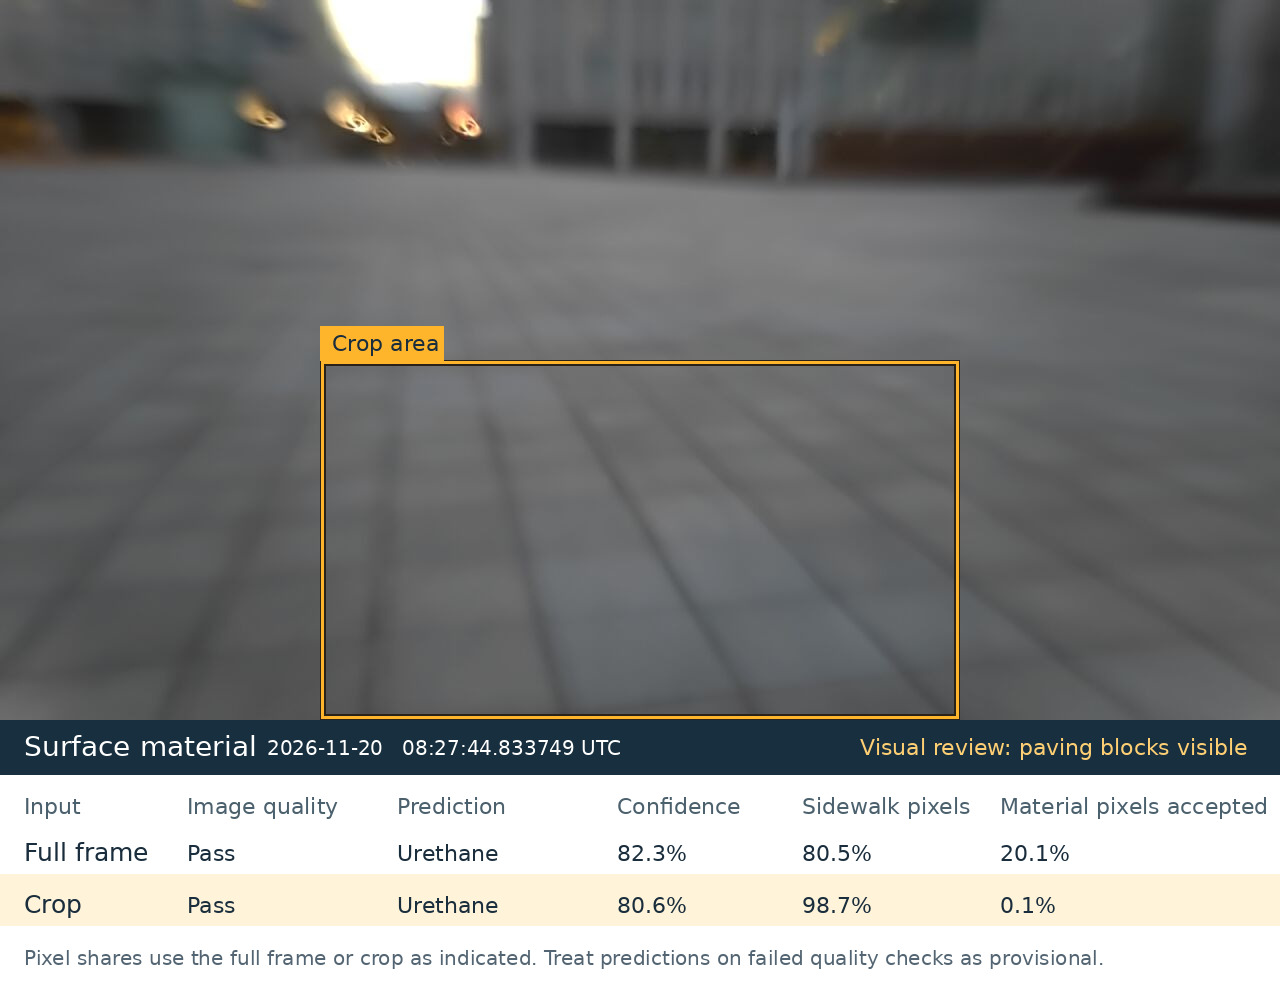 Crop area
Surface material 2026-11-20 08:27:44.833749 UTC Visual review: paving blocks visible
Input Image quality Prediction Confidence Sidewalk pixels Material pixels accepted
Full frame Pass Urethane 82.3% 80.5% 20.1%
Crop Pass Urethane 80.6% 98.7% 0.1%
Pixel shares use the full frame or crop as indicated. Treat predictions on failed quality checks as provisional.